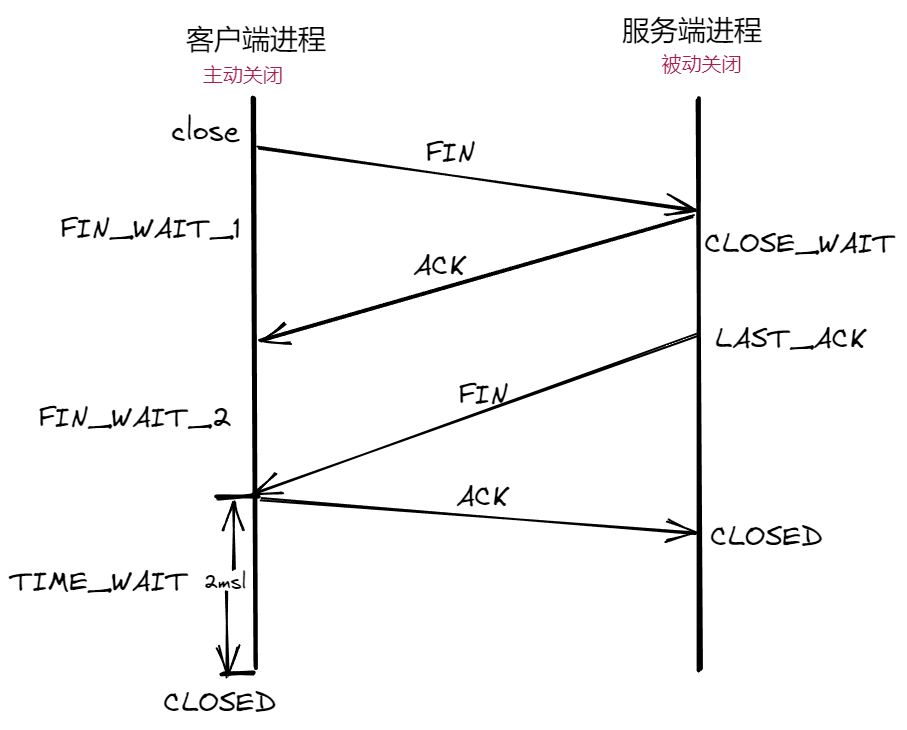 客户端进程
主动关闭
服务端进程
被动关闭
close
FIN
FIN_WAIT_1
CLOSE_WAIT
ACK
LAST_ACK
FIN
FIN_WAIT_2
ACK
CLOSED
TIME_WAIT
2msl
CLOSED